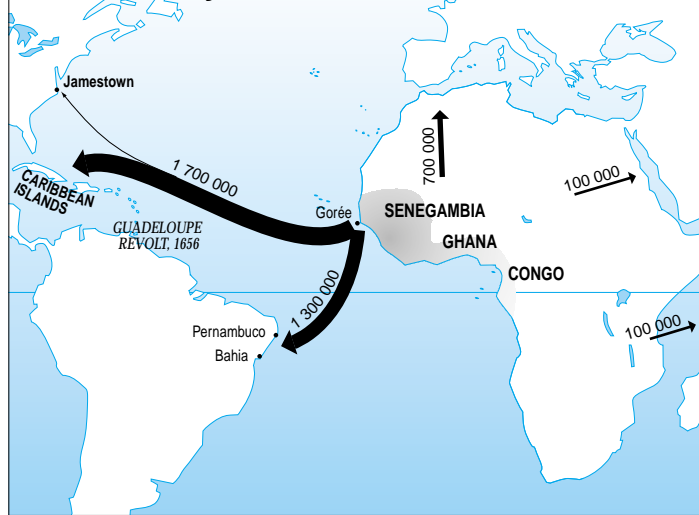 Jamestown
1 700 000
CARIBBEAN
ISLANDS
GUADELOUPE
REVOLT, 1656
Gorée
SENEGAMBIA
GHANA
CONGO
700 000
100 000
1 300 000
Pernambuco
Bahia
100 000